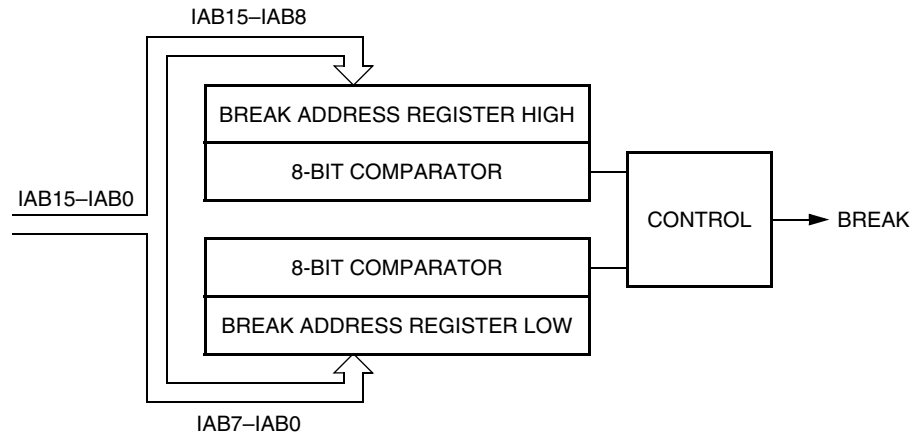 IAB15–IAB8
BREAK ADDRESS REGISTER HIGH
8-BIT COMPARATOR
IAB15–IAB0
CONTROL
BREAK
8-BIT COMPARATOR
BREAK ADDRESS REGISTER LOW
IAB7–IAB0